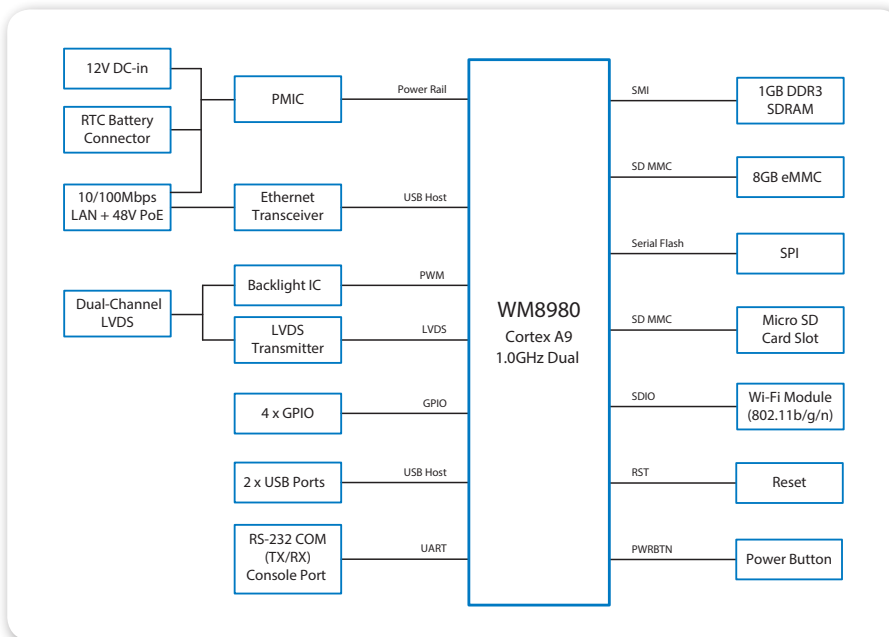 12V DC-in
RTC Battery
Connector
10/100Mbps
LAN + 48V PoE
Dual-Channel
LVDS
PMIC
Ethernet
Transceiver
Backlight IC
LVDS
Transmitter
4 x GPIO
2 x USB Ports
RS-232 COM
(TX/RX)
Console Port
Power Rail
USB Host
PWM
LVDS
GPIO
USB Host
UART
WM8980
Cortex A9
1.0GHz Dual
SMI
SD MMC
Serial Flash
SD MMC
SDIO
RST
PWRBTN
1GB DDR3
SDRAM
8GB eMMC
SPI
Micro SD
Card Slot
Wi-Fi Module
(802.11b/g/n)
Reset
Power Button